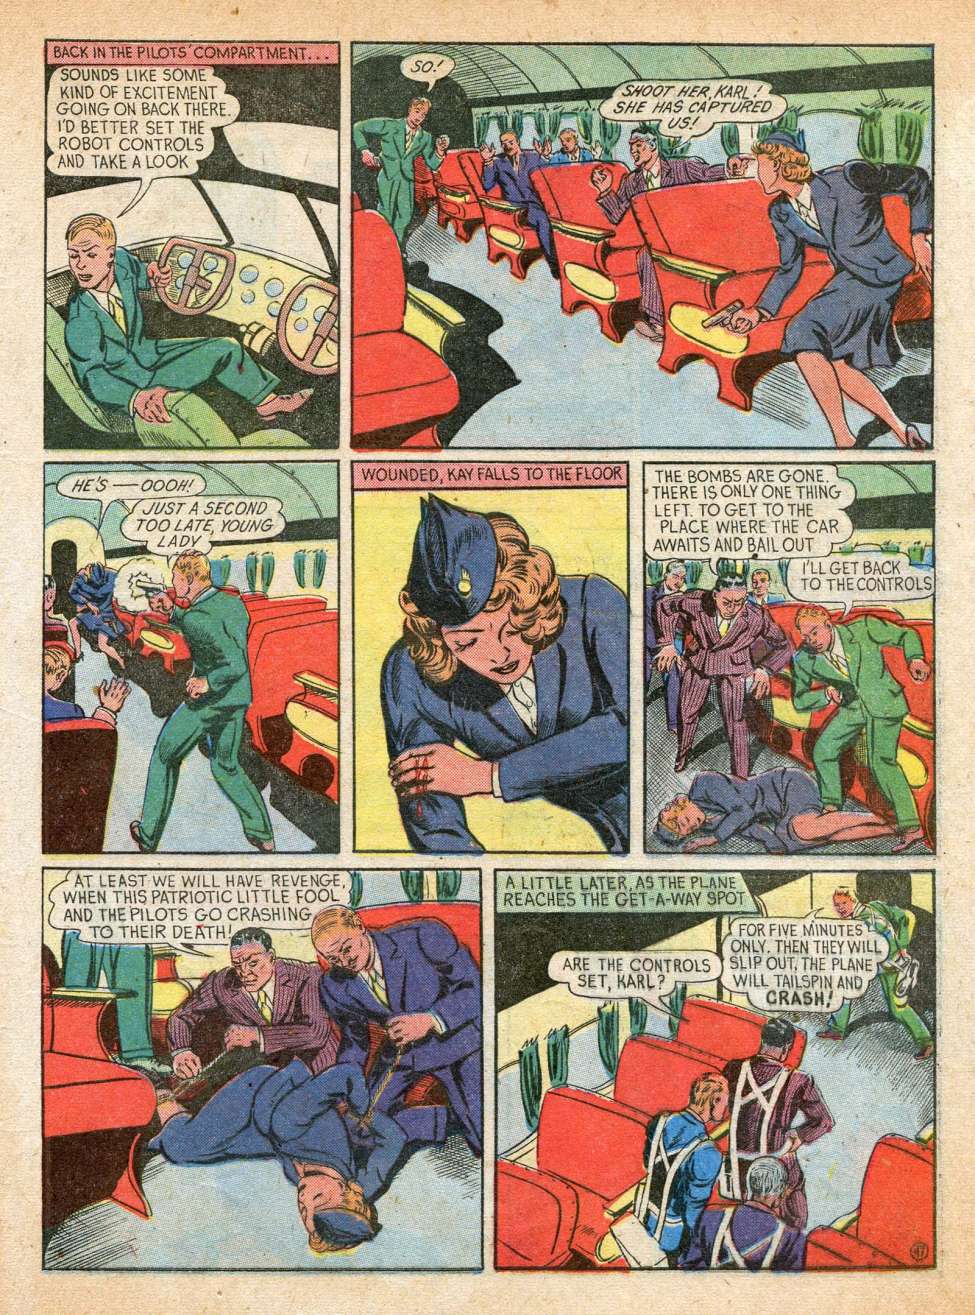 BACK IN THE PILOTS' COMPARTMENT...
SOUNDS LIKE SOME
KIND OF EXCITEMENT
GOING ON BACK THERE.
I'D BETTER SET THE
ROBOT CONTROLS
AND TAKE A LOOK
SO!
SHOOT HER, KARL!
SHE HAS CAPTURED
US!
HE'S — OOOH!
JUST A SECOND
TOO LATE, YOUNG
LADY
WOUNDED, KAY FALLS TO THE FLOOR
THE BOMBS ARE GONE.
THERE IS ONLY ONE THING
LEFT. TO GET TO THE
PLACE WHERE THE CAR
AWAITS AND BAIL OUT
I'LL GET BACK
TO THE CONTROLS
AT LEAST WE WILL HAVE REVENGE,
WHEN THIS PATRIOTIC LITTLE FOOL
AND THE PILOTS GO CRASHING
TO THEIR DEATH!
A LITTLE LATER, AS THE PLANE
REACHES THE GET-A-WAY SPOT
ARE THE CONTROLS
SET, KARL?
FOR FIVE MINUTES
ONLY. THEN THEY WILL
SLIP OUT, THE PLANE
WILL TAILSPIN AND
CRASH!
47